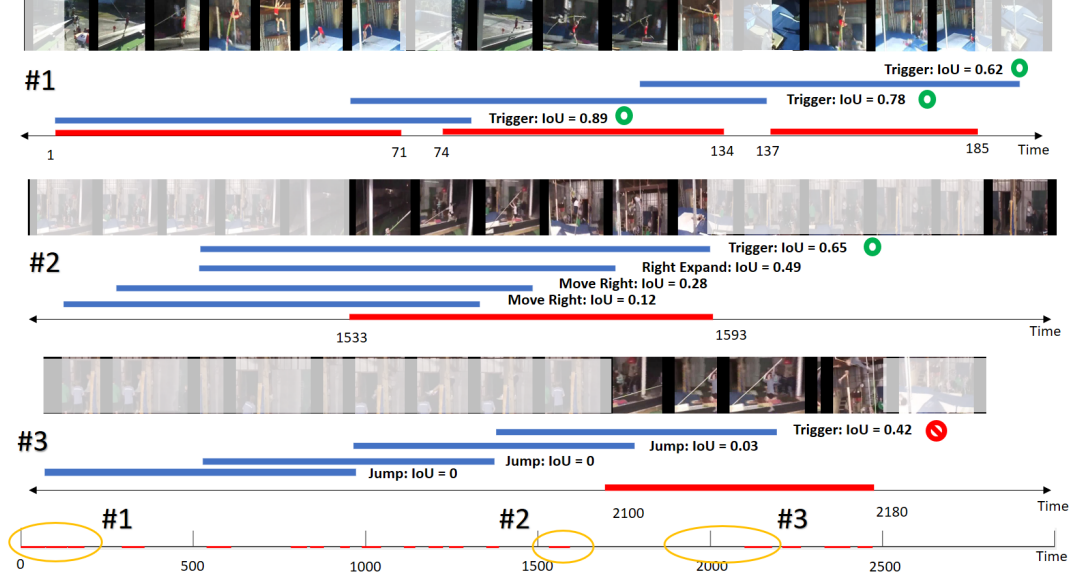 #1
Trigger: IoU = 0.62
Trigger: IoU = 0.78
Trigger: IoU = 0.89
1 71 74 134 137 185 Time
#2
Trigger: IoU = 0.65
Right Expand: IoU = 0.49
Move Right: IoU = 0.28
Move Right: IoU = 0.12
1533 1593 Time
#3
Trigger: IoU = 0.42
Jump: IoU = 0.03
Jump: IoU = 0
Jump: IoU = 0
2100 2180 Time
#1 #2 #3
0 500 1000 1500 2000 2500 Time